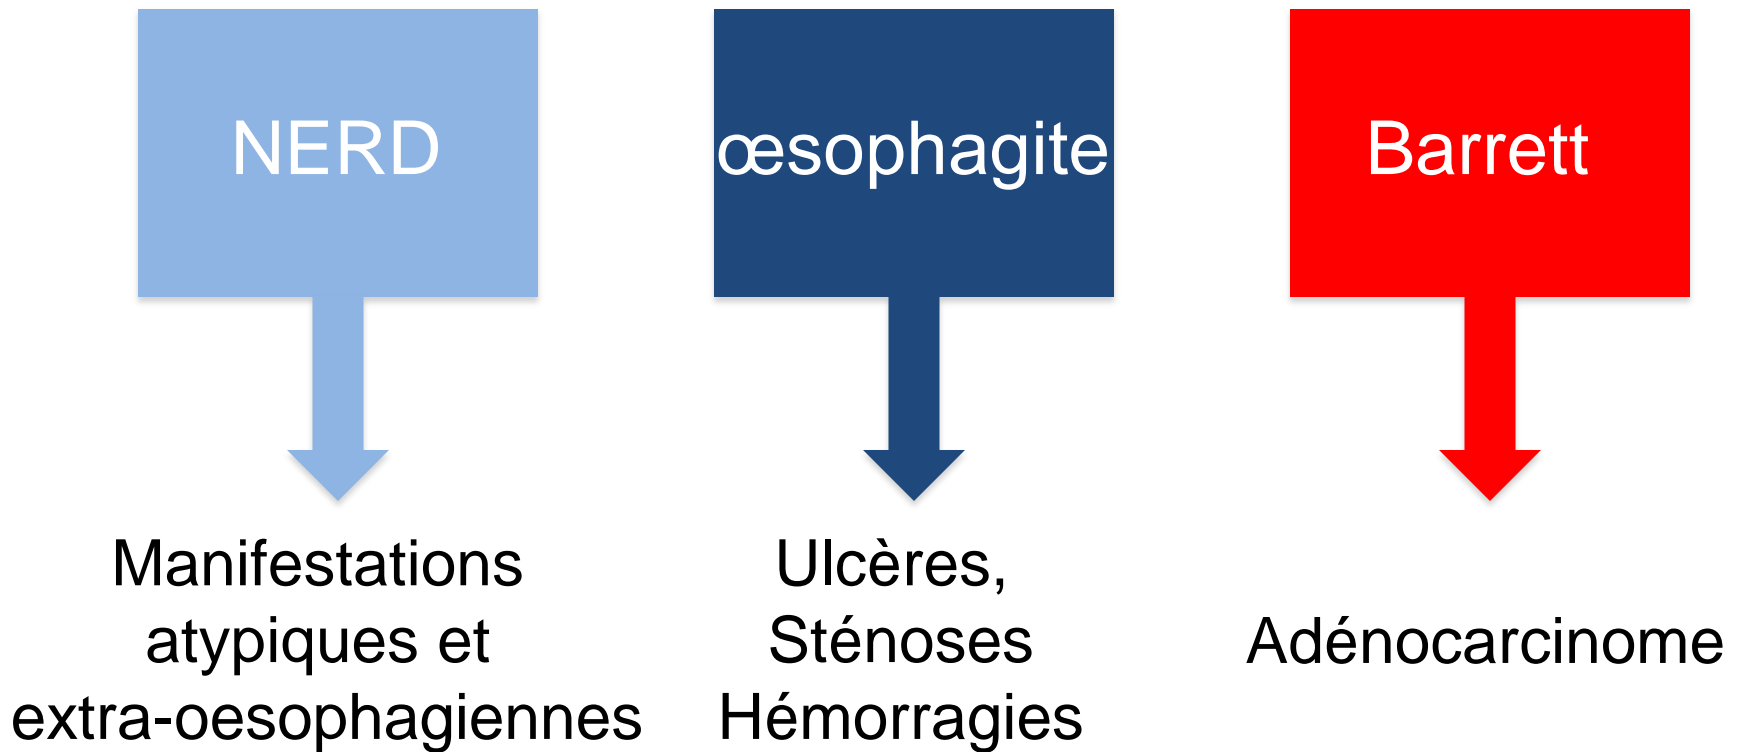 NERD
œsophagite
Barrett
Manifestations
atypiques et
extra-oesophagiennes
Ulcères,
Sténoses
Hémorragies
Adénocarcinome